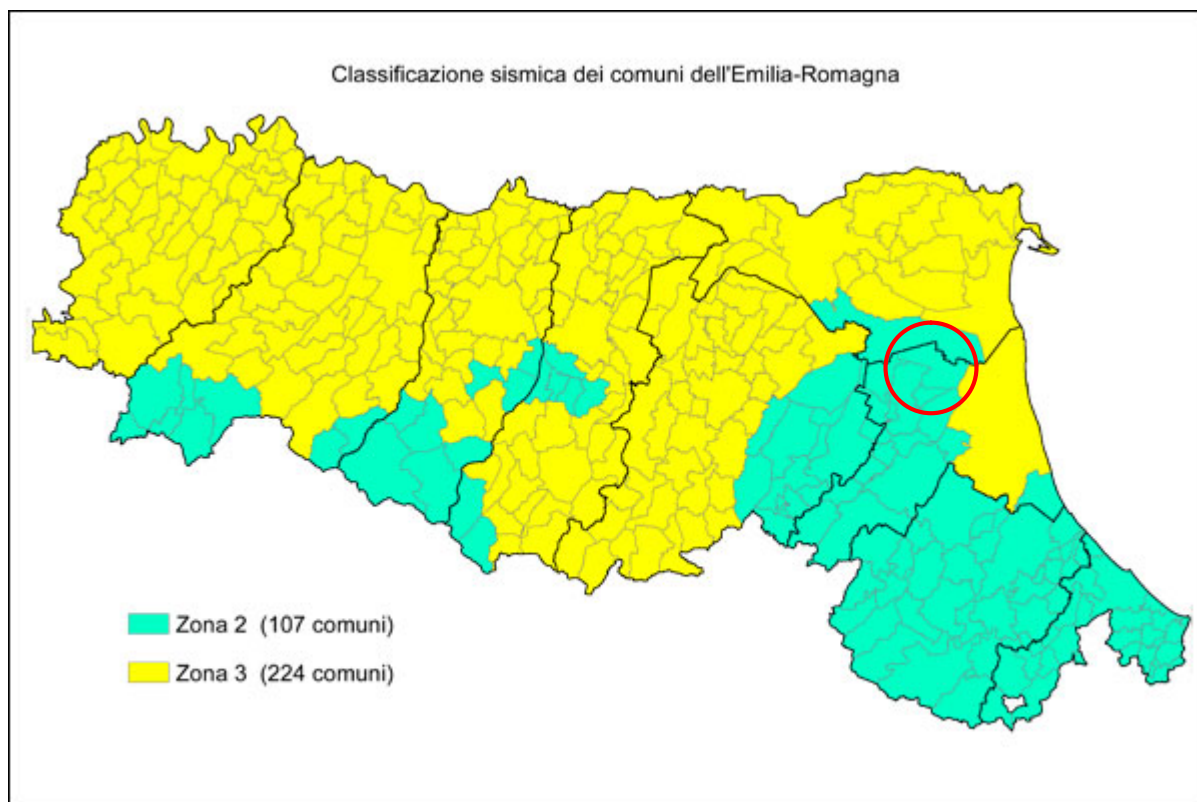 Classificazione sismica dei comuni dell'Emilia-Romagna
Zona 2 (107 comuni)
Zona 3 (224 comuni)